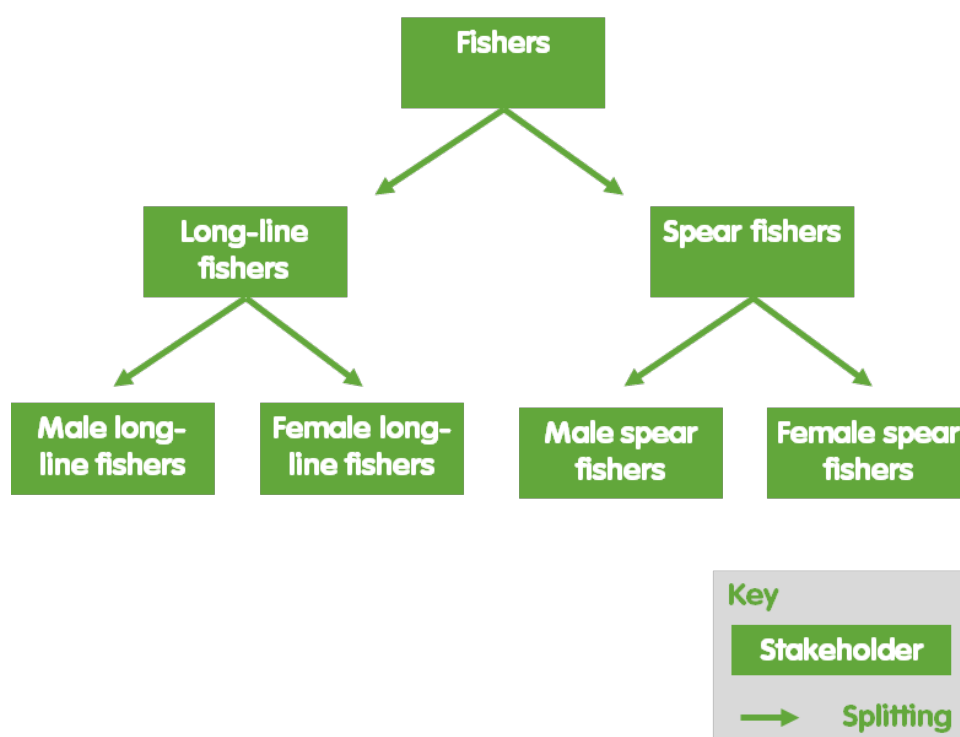 Fishers
Long-line
fishers
Spear fishers
Male long-
line fishers
Female long-
line fishers
Male spear
fishers
Female spear
fishers
Key
Stakeholder
Splitting